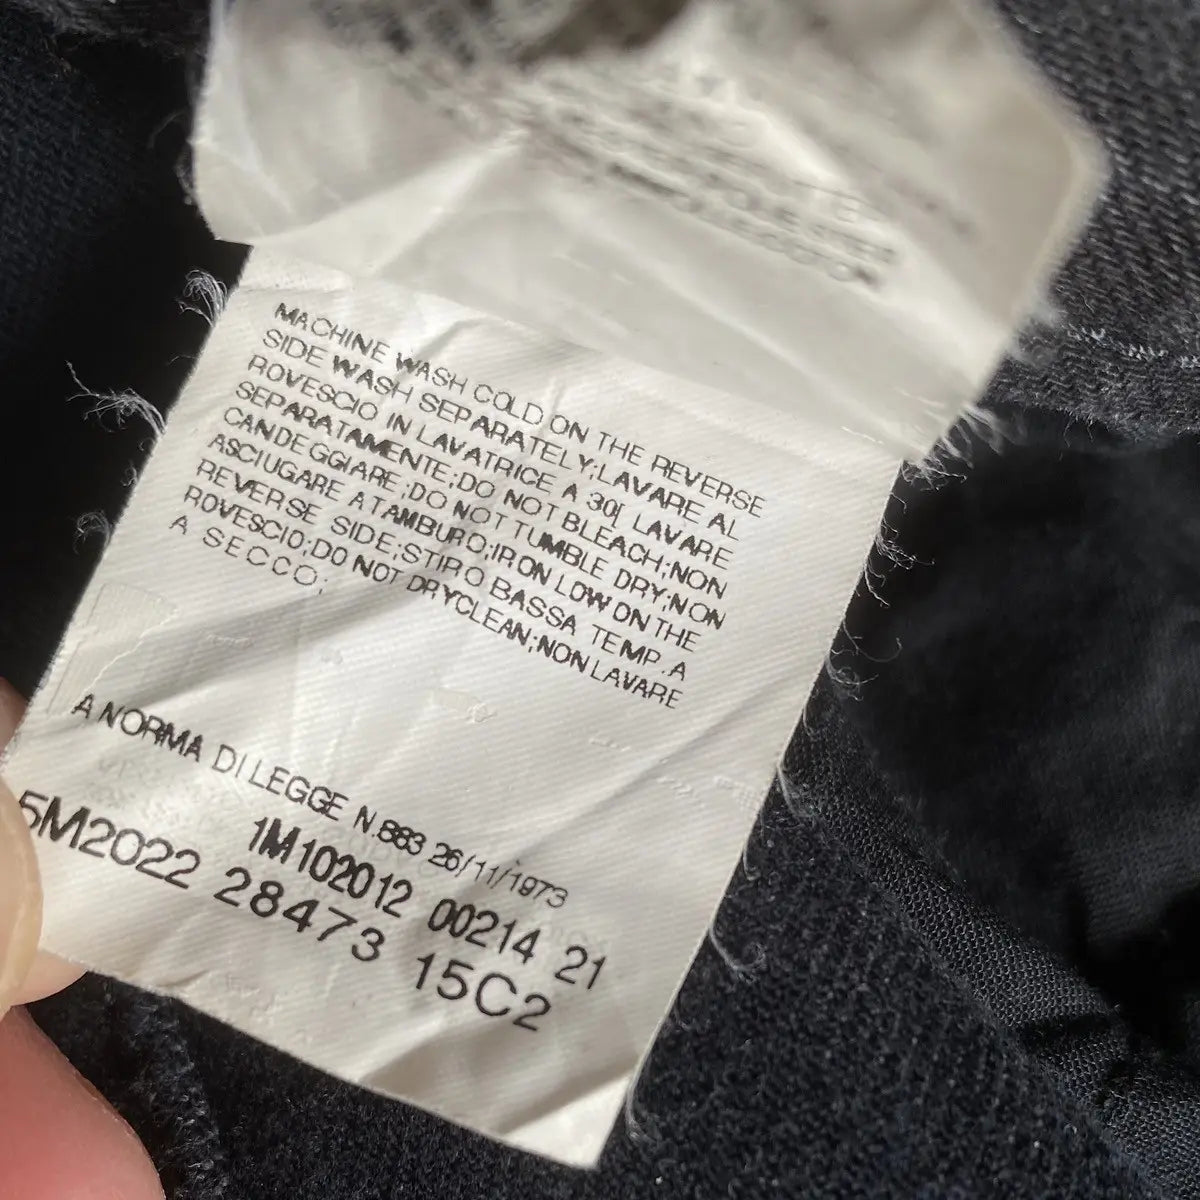 MACHINE WASH COLD ON THE REVERSE
SIDE WASH SEPARATELY;LAVARE AL
ROVESCIO IN LAVATRICE A 30[ LAVARE
SEPARATAMENTE;DO NOT BLEACH;NON
CANDEGGIARE;DO NOT TUMBLE DRY;NON
ASCIUGARE A TAMBURO;IRON LOW ON THE
REVERSE SIDE;STIRO BASSA TEMP. A
ROVESCIO;DO NOT DRYCLEAN;NON LAVARE
A SECCO;
A NORMA DI LEGGE N.883 26/11/1973
1M102012 00214 21
5M2022 28473 15C2